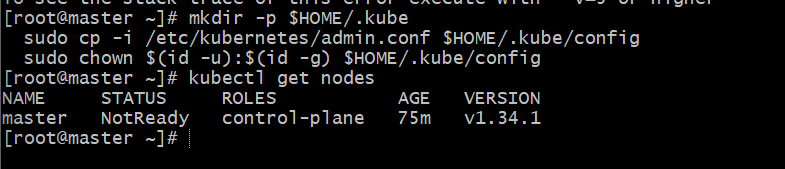 To see the stack trace of this error execute with --v=5 or higher
[root@master ~]# mkdir -p $HOME/.kube
  sudo cp -i /etc/kubernetes/admin.conf $HOME/.kube/config
  sudo chown $(id -u):$(id -g) $HOME/.kube/config
[root@master ~]# kubectl get nodes
NAME     STATUS     ROLES           AGE   VERSION
master   NotReady   control-plane   75m   v1.34.1
[root@master ~]#